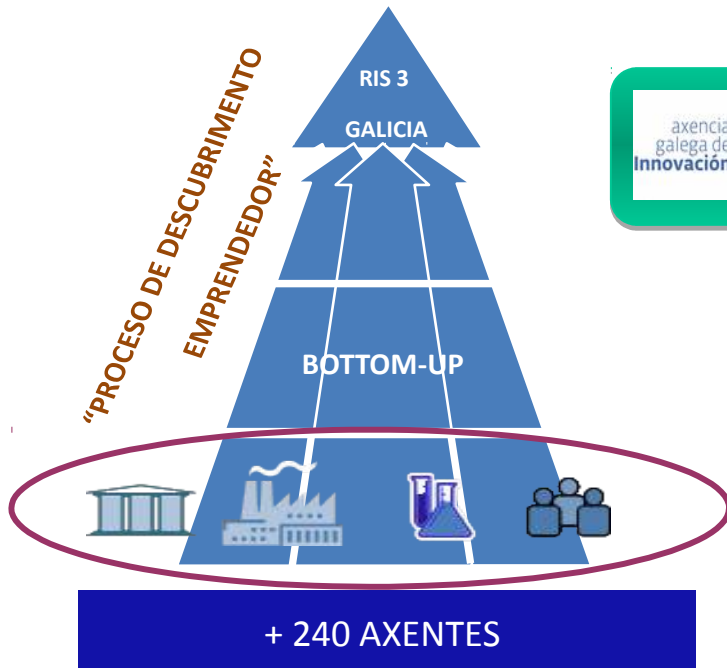 RIS 3
GALICIA
“PROCESO DE DESCUBRIMENTO
EMPRENDEDOR”
axencia
galega de
Innovación
BOTTOM-UP
+ 240 AXENTES